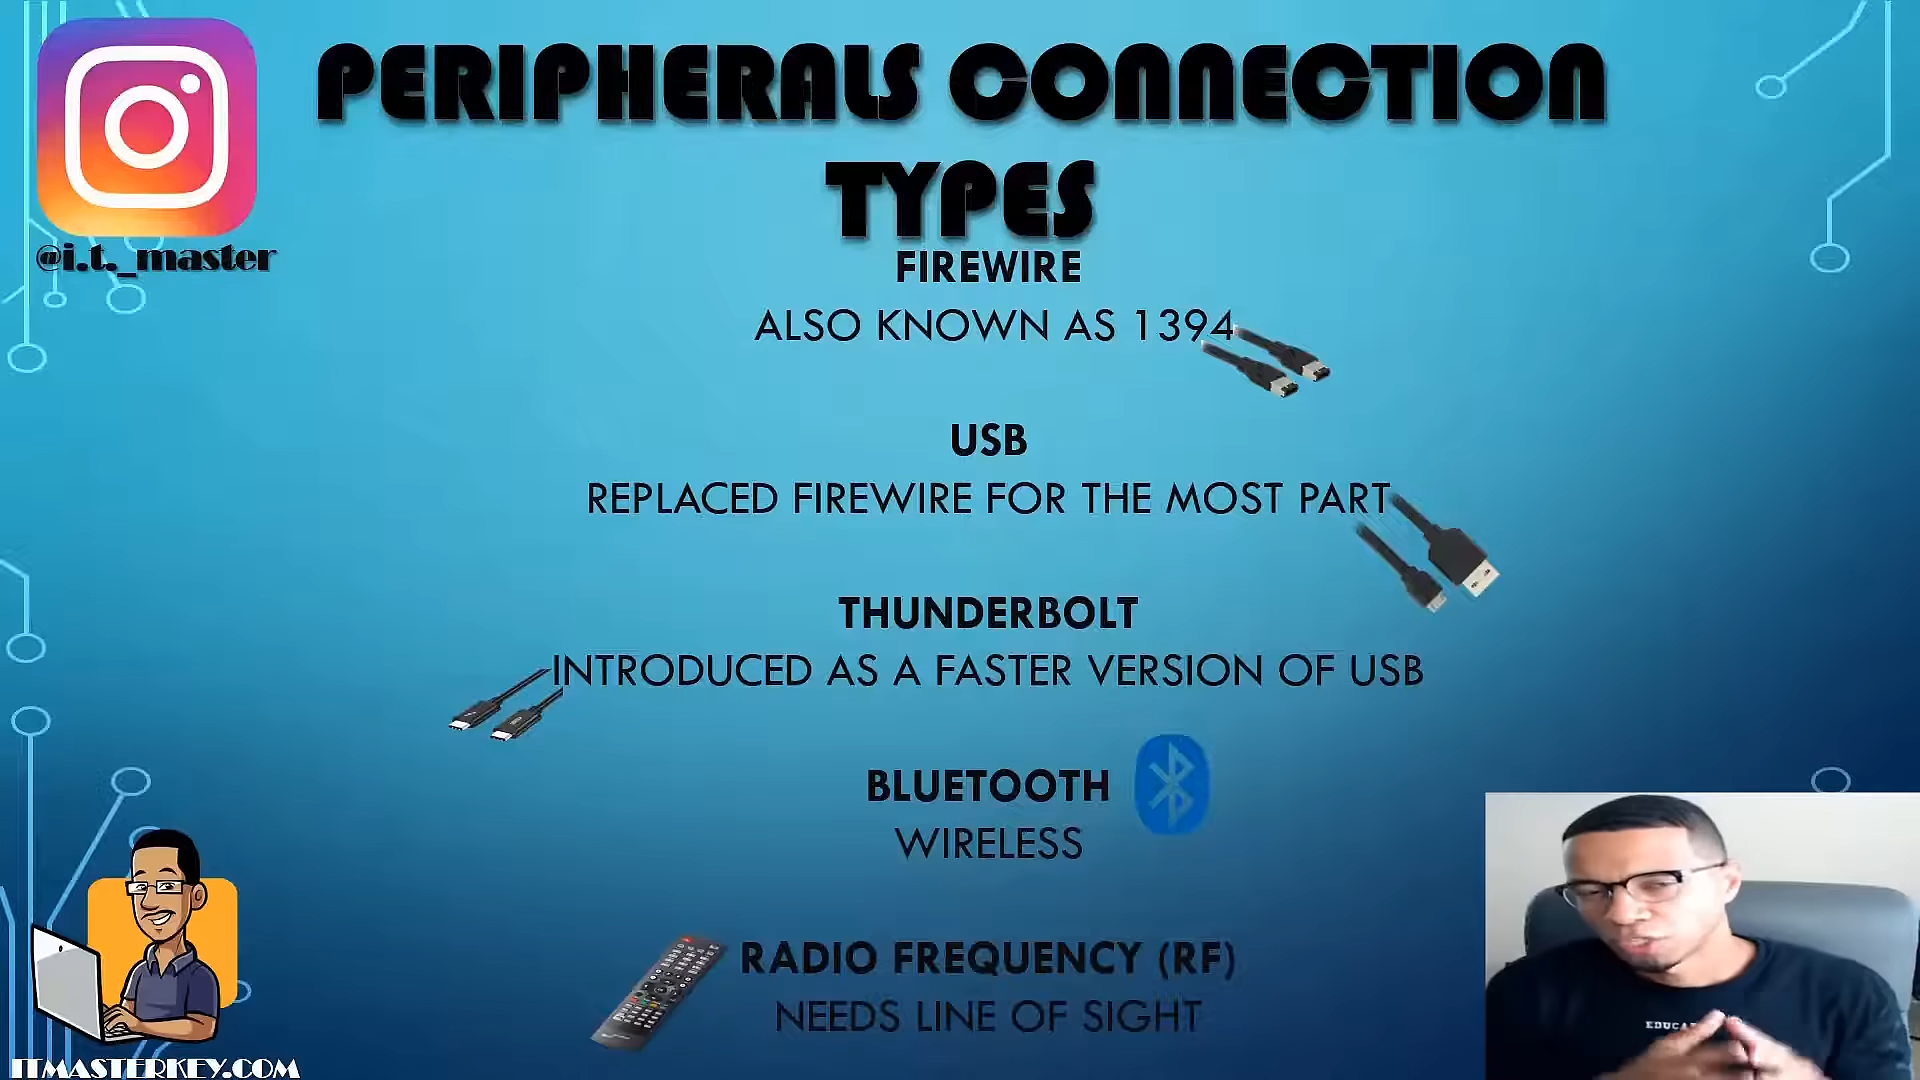 PERIPHERALS CONNECTION
TYPES
@i.t._master
FIREWIRE
ALSO KNOWN AS 1394
USB
REPLACED FIREWIRE FOR THE MOST PART
THUNDERBOLT
INTRODUCED AS A FASTER VERSION OF USB
BLUETOOTH
WIRELESS
RADIO FREQUENCY (RF)
NEEDS LINE OF SIGHT
ITMASTERKEY.COM